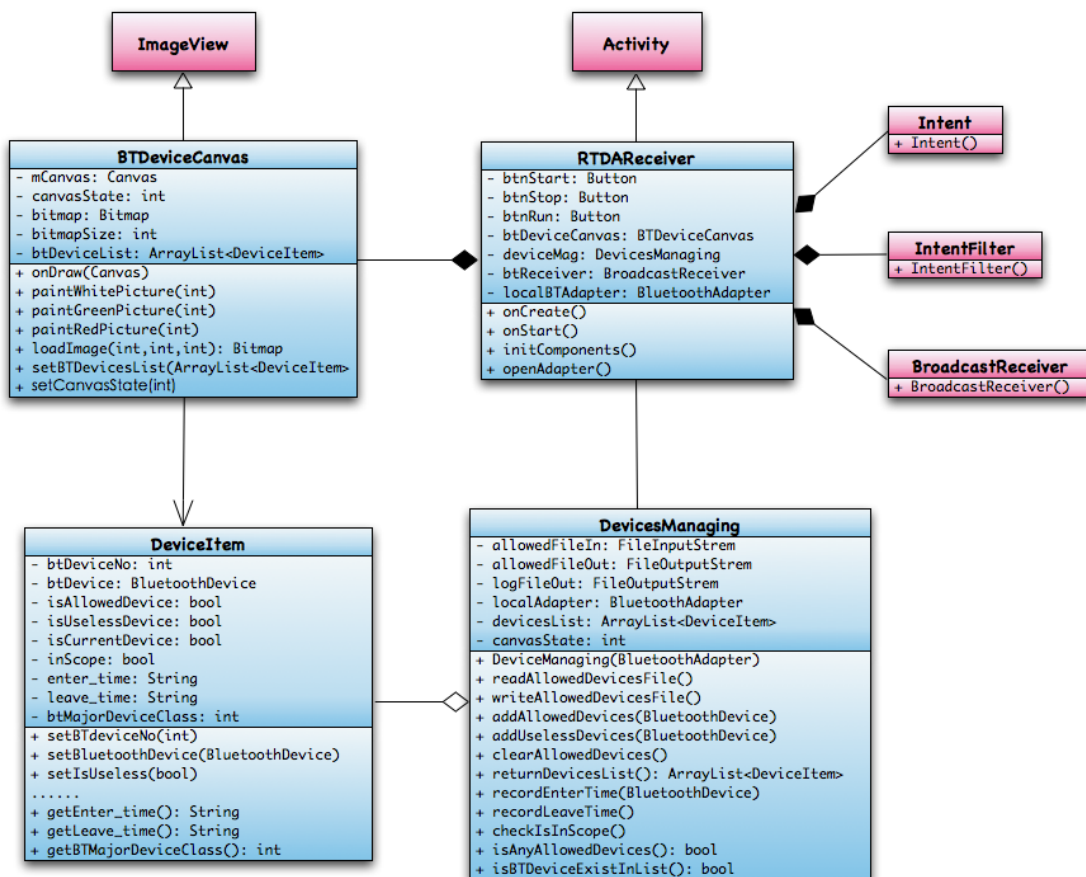 ImageView
Activity
BTDeviceCanvas
- mCanvas: Canvas
- canvasState: int
- bitmap: Bitmap
- bitmapSize: int
- btDeviceList: ArrayList<DeviceItem>
+ onDraw(Canvas)
+ paintWhitePicture(int)
+ paintGreenPicture(int)
+ paintRedPicture(int)
+ loadImage(int,int,int): Bitmap
+ setBTDevicesList(ArrayList<DeviceItem>
+ setCanvasState(int)
RTDAReceiver
- btnStart: Button
- btnStop: Button
- btnRun: Button
- btDeviceCanvas: BTDeviceCanvas
- deviceMag: DevicesManaging
- btReceiver: BroadcastReceiver
- localBTAdapter: BluetoothAdapter
+ onCreate()
+ onStart()
+ initComponents()
+ openAdapter()
Intent
+ Intent()
IntentFilter
+ IntentFilter()
BroadcastReceiver
+ BroadcastReceiver()
DeviceItem
- btDeviceNo: int
- btDevice: BluetoothDevice
- isAllowedDevice: bool
- isUselessDevice: bool
- isCurrentDevice: bool
- inScope: bool
- enter_time: String
- leave_time: String
- btMajorDeviceClass: int
+ setBTdeviceNo(int)
+ setBluetoothDevice(BluetoothDevice)
+ setIsUseless(bool)
......
+ getEnter_time(): String
+ getLeave_time(): String
+ getBTMajorDeviceClass(): int
DevicesManaging
- allowedFileIn: FileInputStrem
- allowedFileOut: FileOutputStrem
- logFileOut: FileOutputStrem
- localAdapter: BluetoothAdapter
- devicesList: ArrayList<DeviceItem>
- canvasState: int
+ DeviceManaging(BluetoothAdapter)
+ readAllowedDevicesFile()
+ writeAllowedDevicesFile()
+ addAllowedDevices(BluetoothDevice)
+ addUselessDevices(BluetoothDevice)
+ clearAllowedDevices()
+ returnDevicesList(): ArrayList<DeviceItem>
+ recordEnterTime(BluetoothDevice)
+ recordLeaveTime()
+ checkIsInScope()
+ isAnyAllowedDevices(): bool
+ isBTDeviceExistInList(): bool